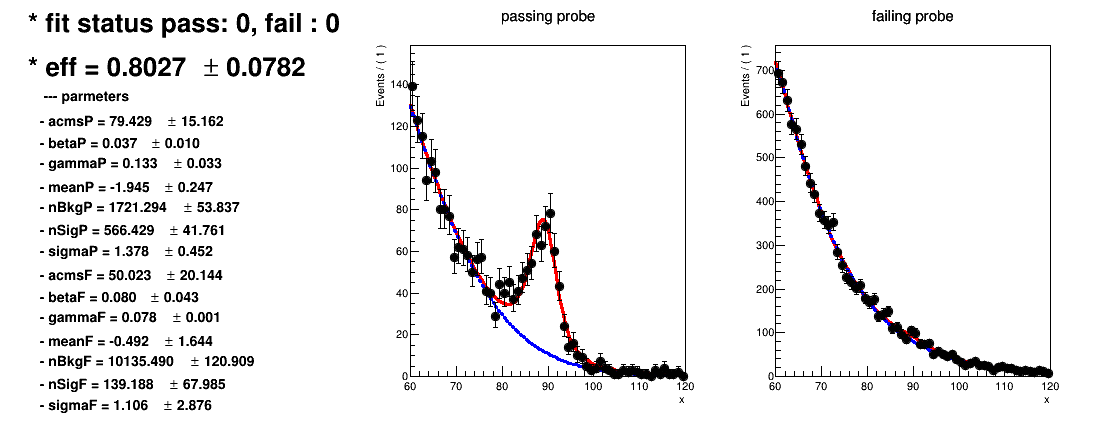 * fit status pass: 0, fail : 0
* eff = 0.8027 ± 0.0782
--- parmeters
- acmsP = 79.429 ± 15.162
- betaP = 0.037 ± 0.010
- gammaP = 0.133 ± 0.033
- meanP = -1.945 ± 0.247
- nBkgP = 1721.294 ± 53.837
- nSigP = 566.429 ± 41.761
- sigmaP = 1.378 ± 0.452
- acmsF = 50.023 ± 20.144
- betaF = 0.080 ± 0.043
- gammaF = 0.078 ± 0.001
- meanF = -0.492 ± 1.644
- nBkgF = 10135.490 ± 120.909
- nSigF = 139.188 ± 67.985
- sigmaF = 1.106 ± 2.876
passing probe
Events / ( 1 )
140
120
100
80
60
40
20
0
60 70 80 90 100 110 120
x
failing probe
Events / ( 1 )
700
600
500
400
300
200
100
0
60 70 80 90 100 110 120
x